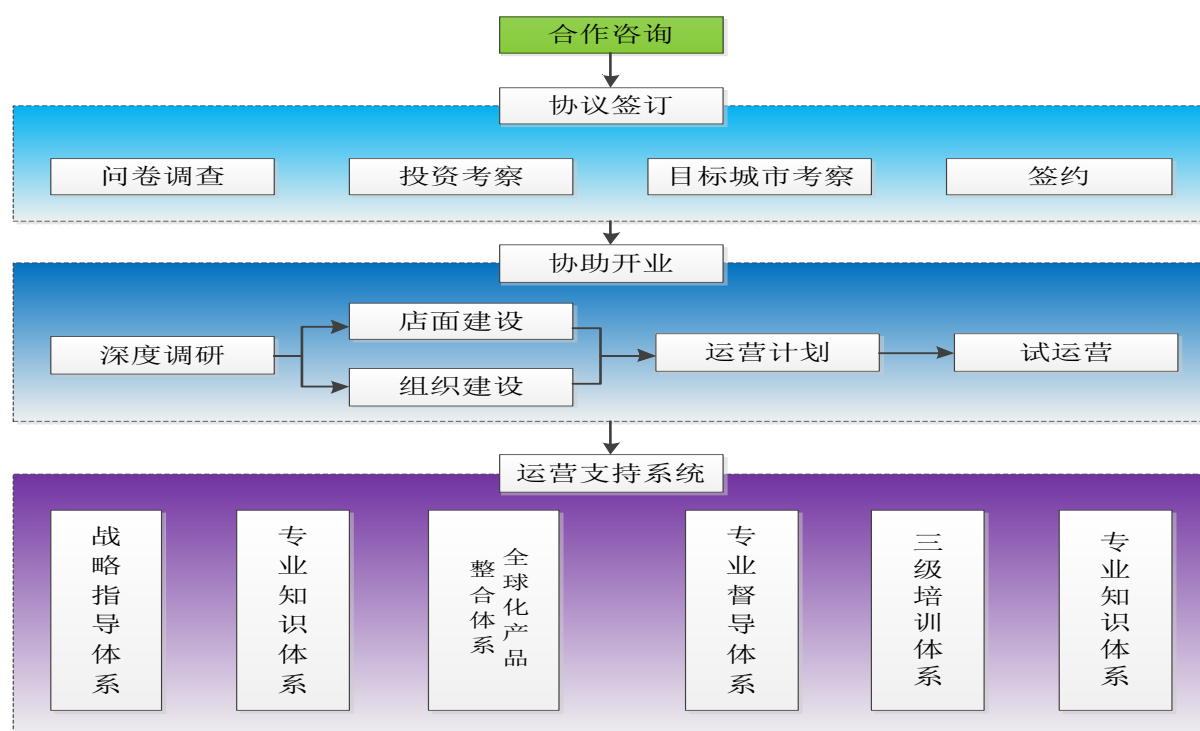 合作咨询
协议签订
问卷调查
投资考察
目标城市考察
签约
协助开业
深度调研
店面建设
组织建设
运营计划
试运营
运营支持系统
战略指导体系
专业知识体系
全球化产品
整合体系
专业督导体系
三级培训体系
专业知识体系